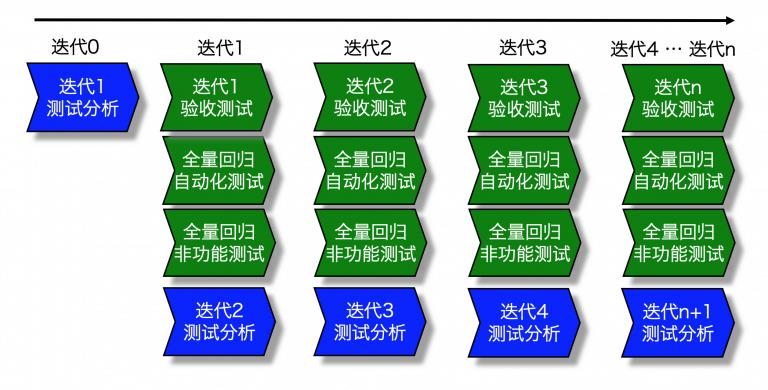 迭代0
迭代1
迭代2
迭代3
迭代4 … 迭代n
迭代1
测试分析
迭代1
验收测试
迭代2
验收测试
迭代3
验收测试
迭代n
验收测试
全量回归
自动化测试
全量回归
自动化测试
全量回归
自动化测试
全量回归
自动化测试
全量回归
非功能测试
全量回归
非功能测试
全量回归
非功能测试
全量回归
非功能测试
迭代2
测试分析
迭代3
测试分析
迭代4
测试分析
迭代n+1
测试分析